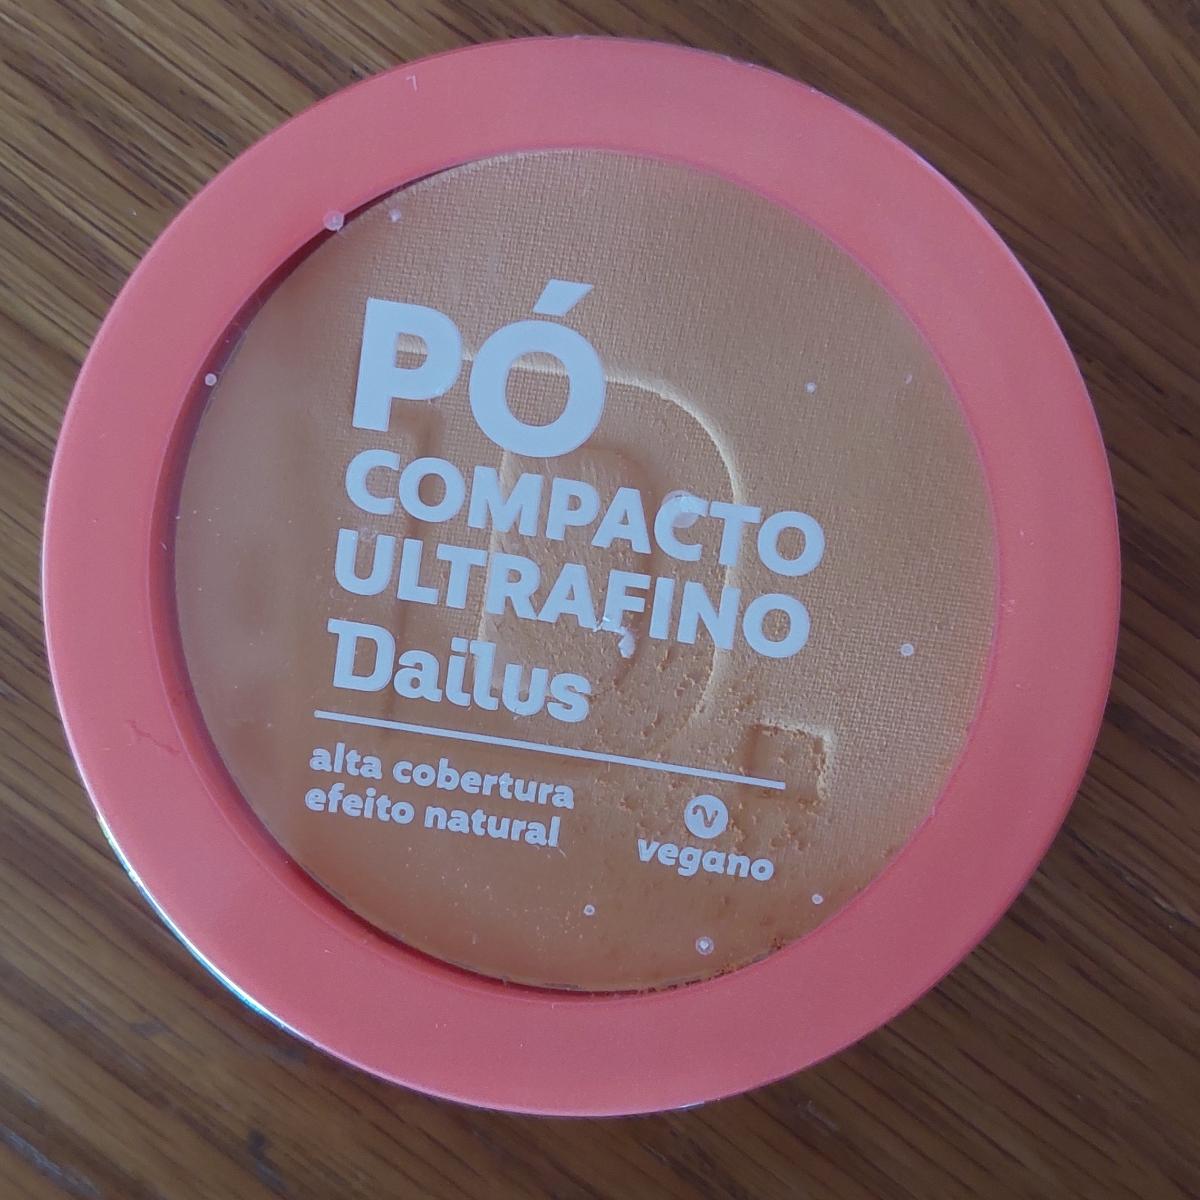 PÓ
COMPACTO
ULTRAFINO
Dailus
alta cobertura
efeito natural
vegano